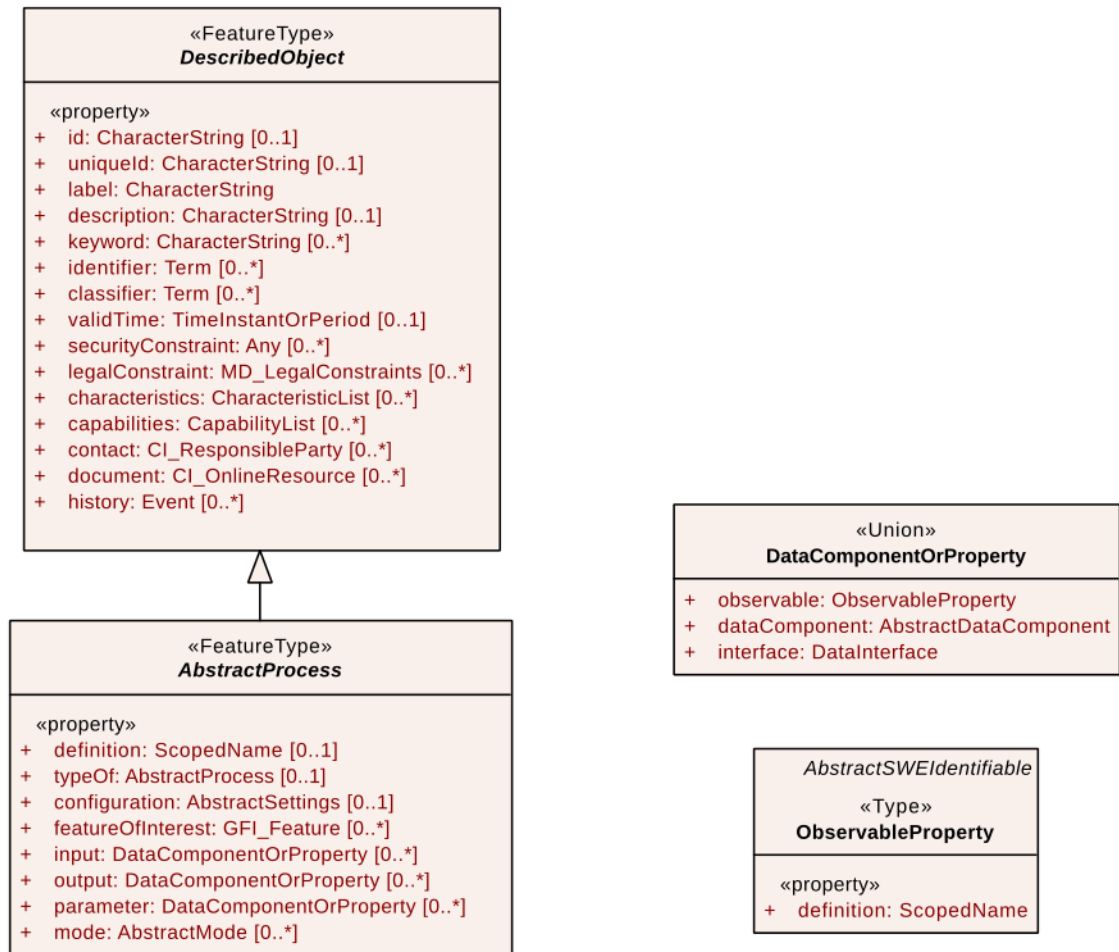 «FeatureType»
DescribedObject
«property»
+ id: CharacterString [0..1]
+ uniqueId: CharacterString [0..1]
+ label: CharacterString
+ description: CharacterString [0..1]
+ keyword: CharacterString [0..*]
+ identifier: Term [0..*]
+ classifier: Term [0..*]
+ validTime: TimeInstantOrPeriod [0..1]
+ securityConstraint: Any [0..*]
+ legalConstraint: MD_LegalConstraints [0..*]
+ characteristics: CharacteristicList [0..*]
+ capabilities: CapabilityList [0..*]
+ contact: CI_ResponsibleParty [0..*]
+ document: CI_OnlineResource [0..*]
+ history: Event [0..*]
«FeatureType»
AbstractProcess
«property»
+ definition: ScopedName [0..1]
+ typeOf: AbstractProcess [0..1]
+ configuration: AbstractSettings [0..1]
+ featureOfInterest: GFI_Feature [0..*]
+ input: DataComponentOrProperty [0..*]
+ output: DataComponentOrProperty [0..*]
+ parameter: DataComponentOrProperty [0..*]
+ mode: AbstractMode [0..*]
«Union»
DataComponentOrProperty
+ observable: ObservableProperty
+ dataComponent: AbstractDataComponent
+ interface: DataInterface
AbstractSWEIdentifiable
«Type»
ObservableProperty
«property»
+ definition: ScopedName